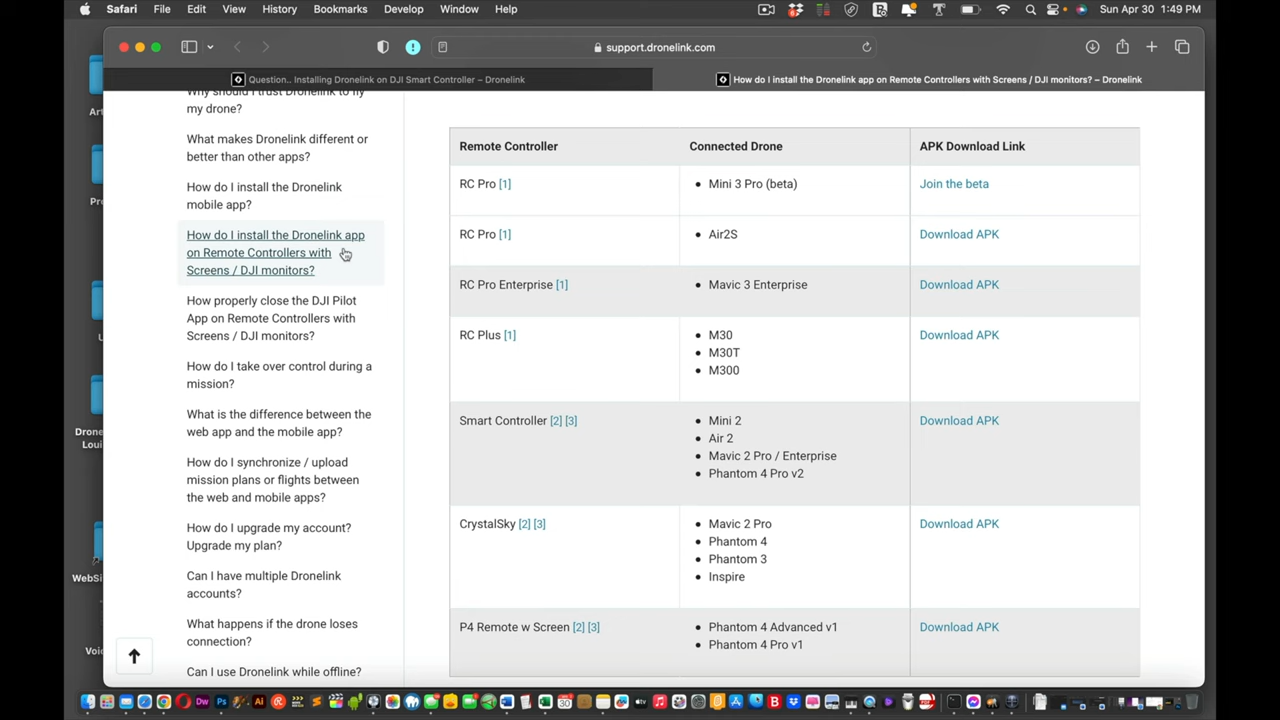 Safari File Edit View History Bookmarks Develop Window Help Sun Apr 30 1:49 PM
support.dronelink.com
Question.. Installing Dronelink on DJI Smart Controller – Dronelink
How do I install the Dronelink app on Remote Controllers with Screens / DJI monitors? – Dronelink
Why should I trust Dronelink to fly
my drone?
What makes Dronelink different or
better than other apps?
How do I install the Dronelink
mobile app?
How do I install the Dronelink app
on Remote Controllers with
Screens / DJI monitors?
How properly close the DJI Pilot
App on Remote Controllers with
Screens / DJI monitors?
How do I take over control during a
mission?
What is the difference between the
web app and the mobile app?
How do I synchronize / upload
mission plans or flights between
the web and mobile apps?
How do I upgrade my account?
Upgrade my plan?
Can I have multiple Dronelink
accounts?
What happens if the drone loses
connection?
Can I use Dronelink while offline?
Remote Controller Connected Drone APK Download Link
RC Pro [1] • Mini 3 Pro (beta) Join the beta
RC Pro [1] • Air2S Download APK
RC Pro Enterprise [1] • Mavic 3 Enterprise Download APK
RC Plus [1] • M30 Download APK
• M30T
• M300
Smart Controller [2] [3] • Mini 2 Download APK
• Air 2
• Mavic 2 Pro / Enterprise
• Phantom 4 Pro v2
CrystalSky [2] [3] • Mavic 2 Pro Download APK
• Phantom 4
• Phantom 3
• Inspire
P4 Remote w Screen [2] [3] • Phantom 4 Advanced v1 Download APK
• Phantom 4 Pro v1
Art
Pre
U
Drone
Loui
WebSi
Voi